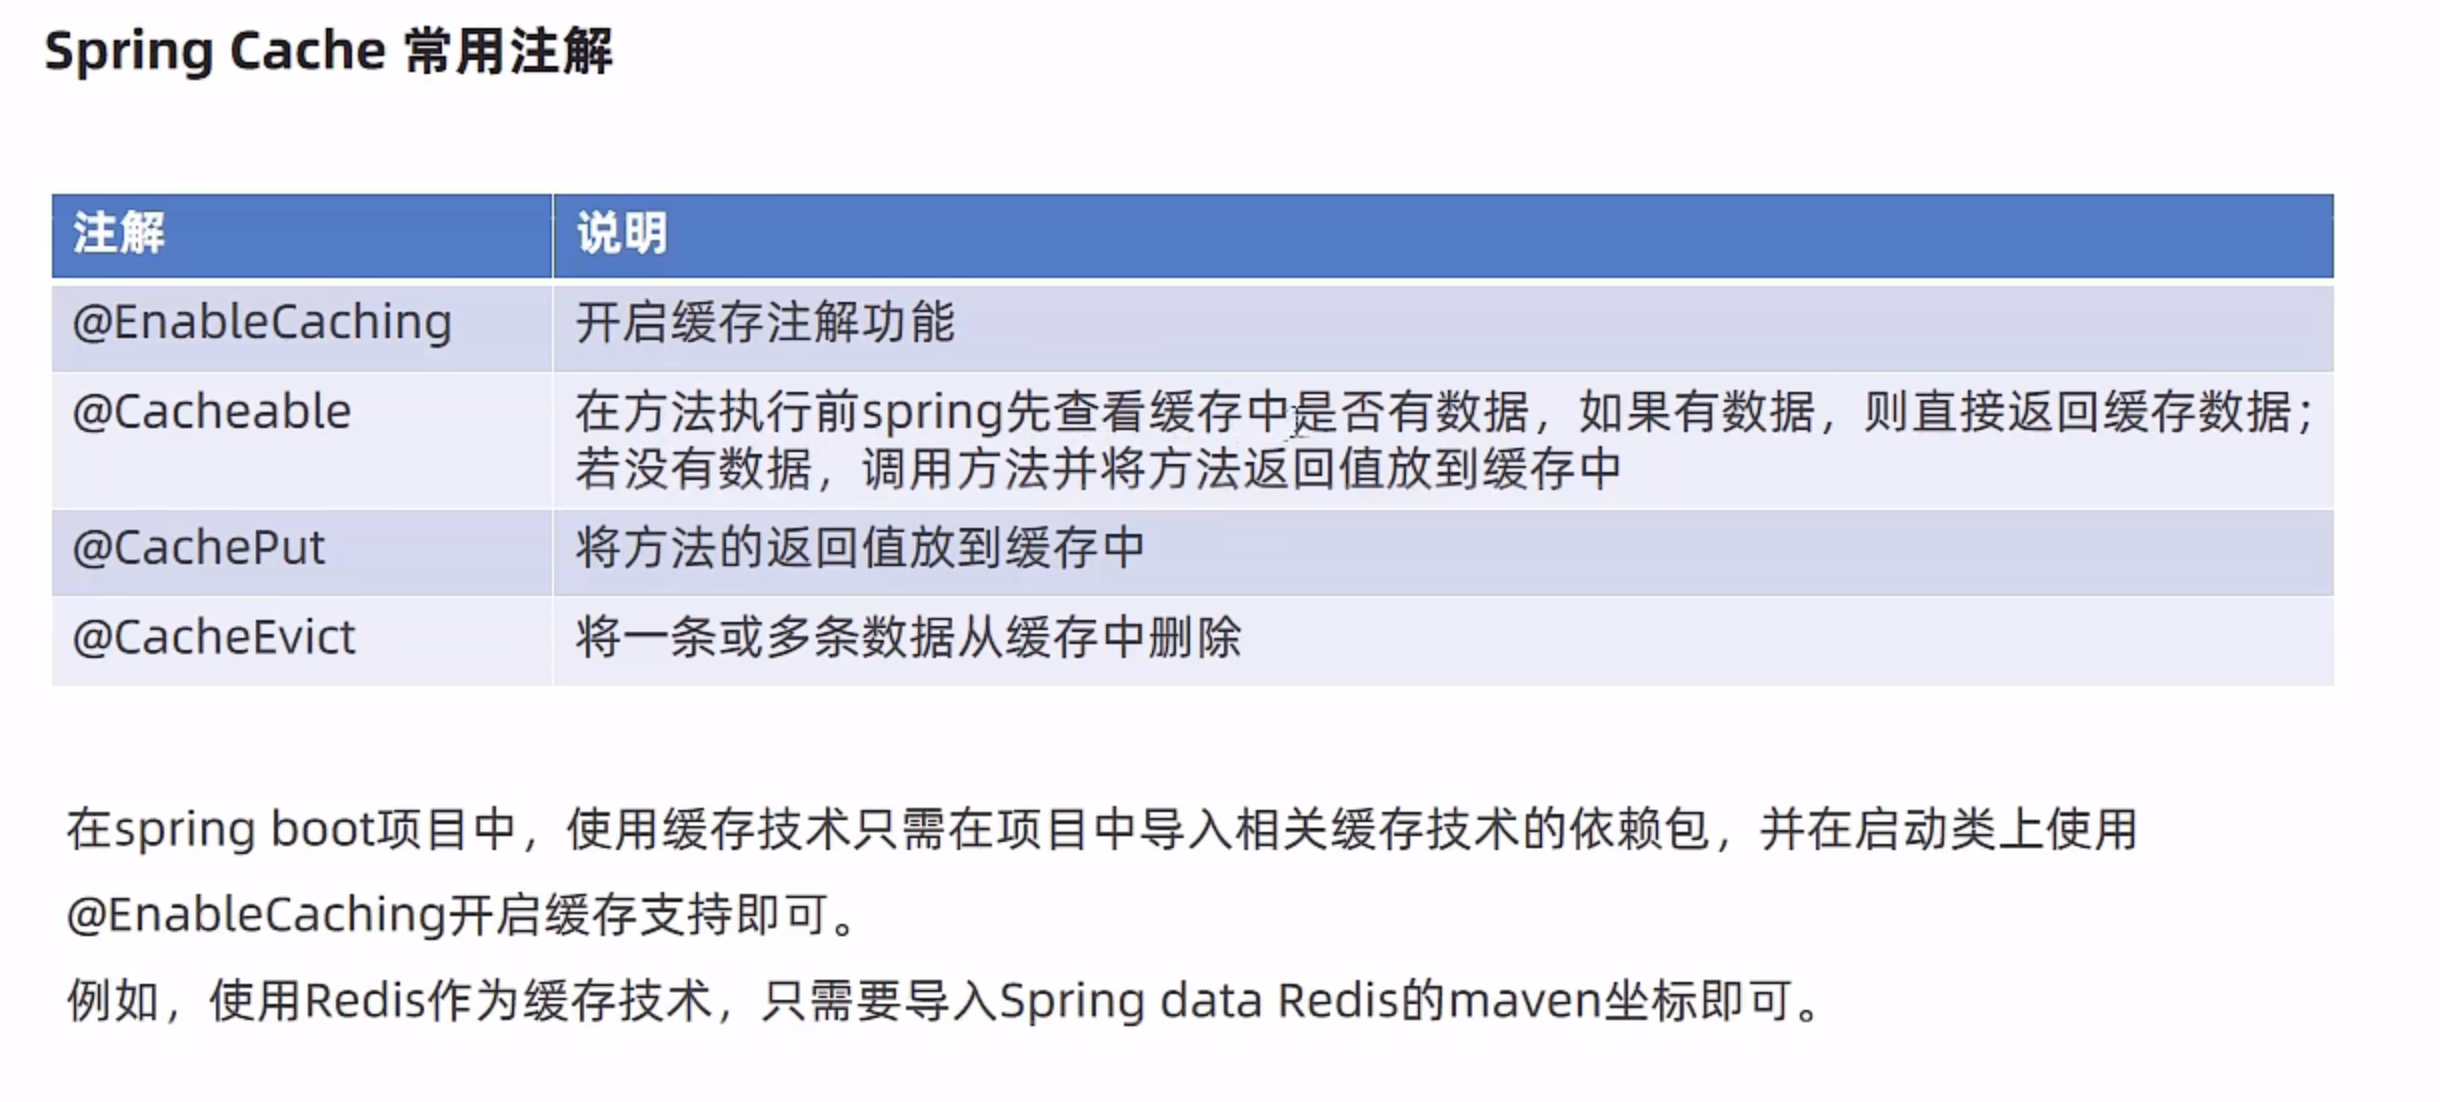 Spring Cache 常用注解
注解
说明
@EnableCaching
开启缓存注解功能
@Cacheable
在方法执行前spring先查看缓存中是否有数据，如果有数据，则直接返回缓存数据；
若没有数据，调用方法并将方法返回值放到缓存中
@CachePut
将方法的返回值放到缓存中
@CacheEvict
将一条或多条数据从缓存中删除
在spring boot项目中，使用缓存技术只需在项目中导入相关缓存技术的依赖包，并在启动类上使用
@EnableCaching开启缓存支持即可。
例如，使用Redis作为缓存技术，只需要导入Spring data Redis的maven坐标即可。